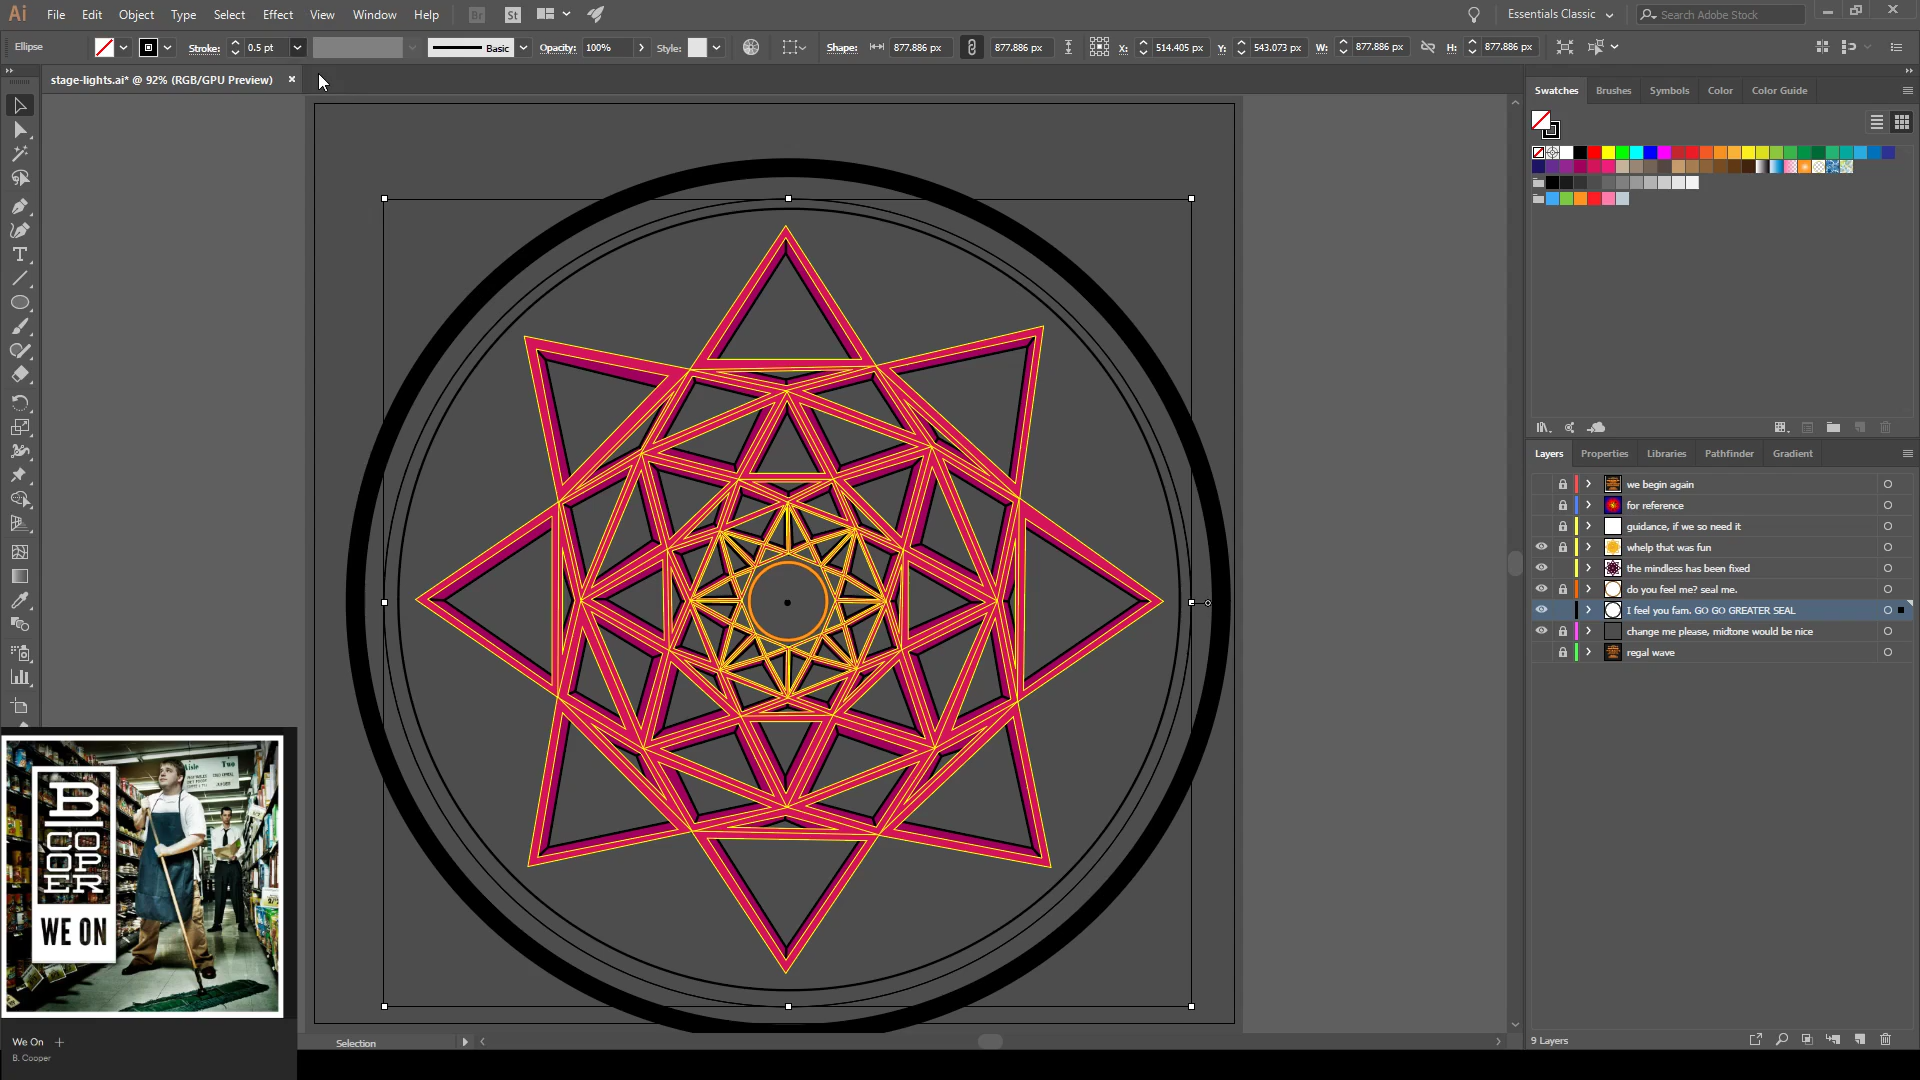 Ai File Edit Object Type Select Effect View Window Help Br St Essentials Classic Search Adobe Stock
Ellipse Stroke: 0.5 pt Basic Opacity: 100% Style: Shape: 877.886 px 877.886 px X: 514.405 px Y: 543.073 px W: 877.886 px H: 877.886 px
stage-lights.ai* @ 92% (RGB/GPU Preview)
Swatches Brushes Symbols Color Color Guide
Layers Properties Libraries Pathfinder Gradient
we begin again
for reference
guidance, if we so need it
whelp that was fun
the mindless has been fixed
do you feel me? seal me.
I feel you fam. GO GO GREATER SEAL
change me please, midtone would be nice
regal wave
9 Layers
Selection
Aisle Two
B
COOPER
WE ON
We On
B. Cooper